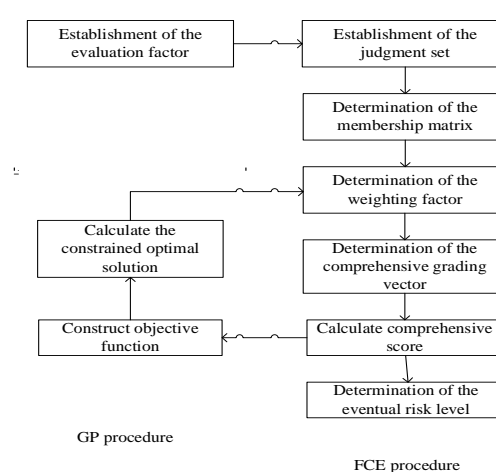 Establishment of the
evaluation factor
Establishment of the
judgment set
Determination of the
membership matrix
Determination of the
weighting factor
Calculate the
constrained optimal
solution
Determination of the
comprehensive grading
vector
Construct objective
function
Calculate comprehensive
score
Determination of the
eventual risk level
GP procedure
FCE procedure